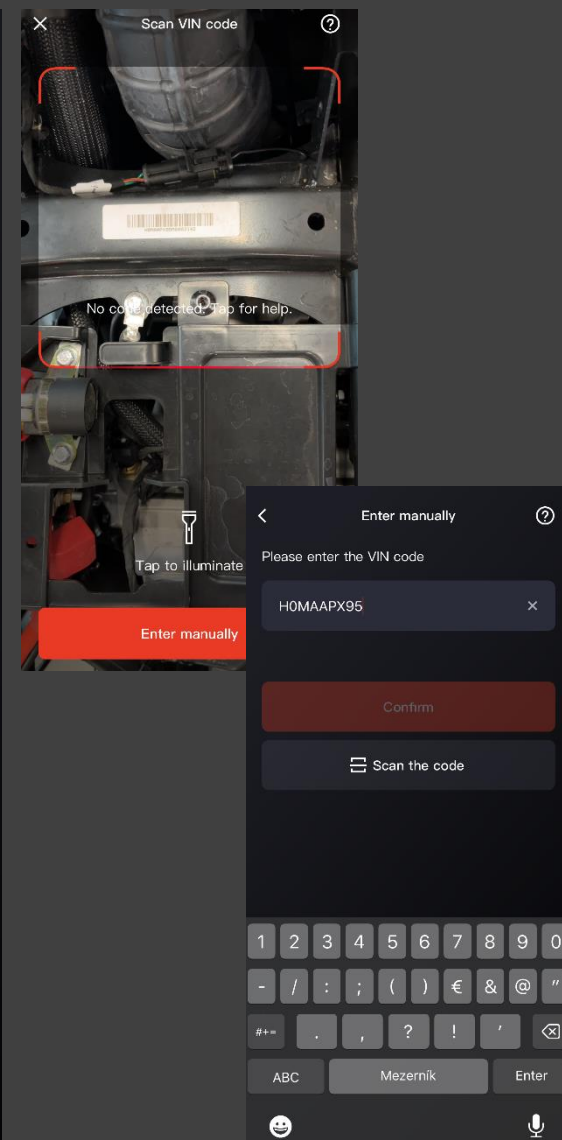 Scan VIN code
No code detected. Tap for help.
Tap to illuminate
Enter manually
Enter manually
Please enter the VIN code
H0MAAPX95
Confirm
Scan the code
1 2 3 4 5 6 7 8 9 0
- / : ; ( ) € & @ "
#+= . , ? ! '
ABC Mezerník Enter